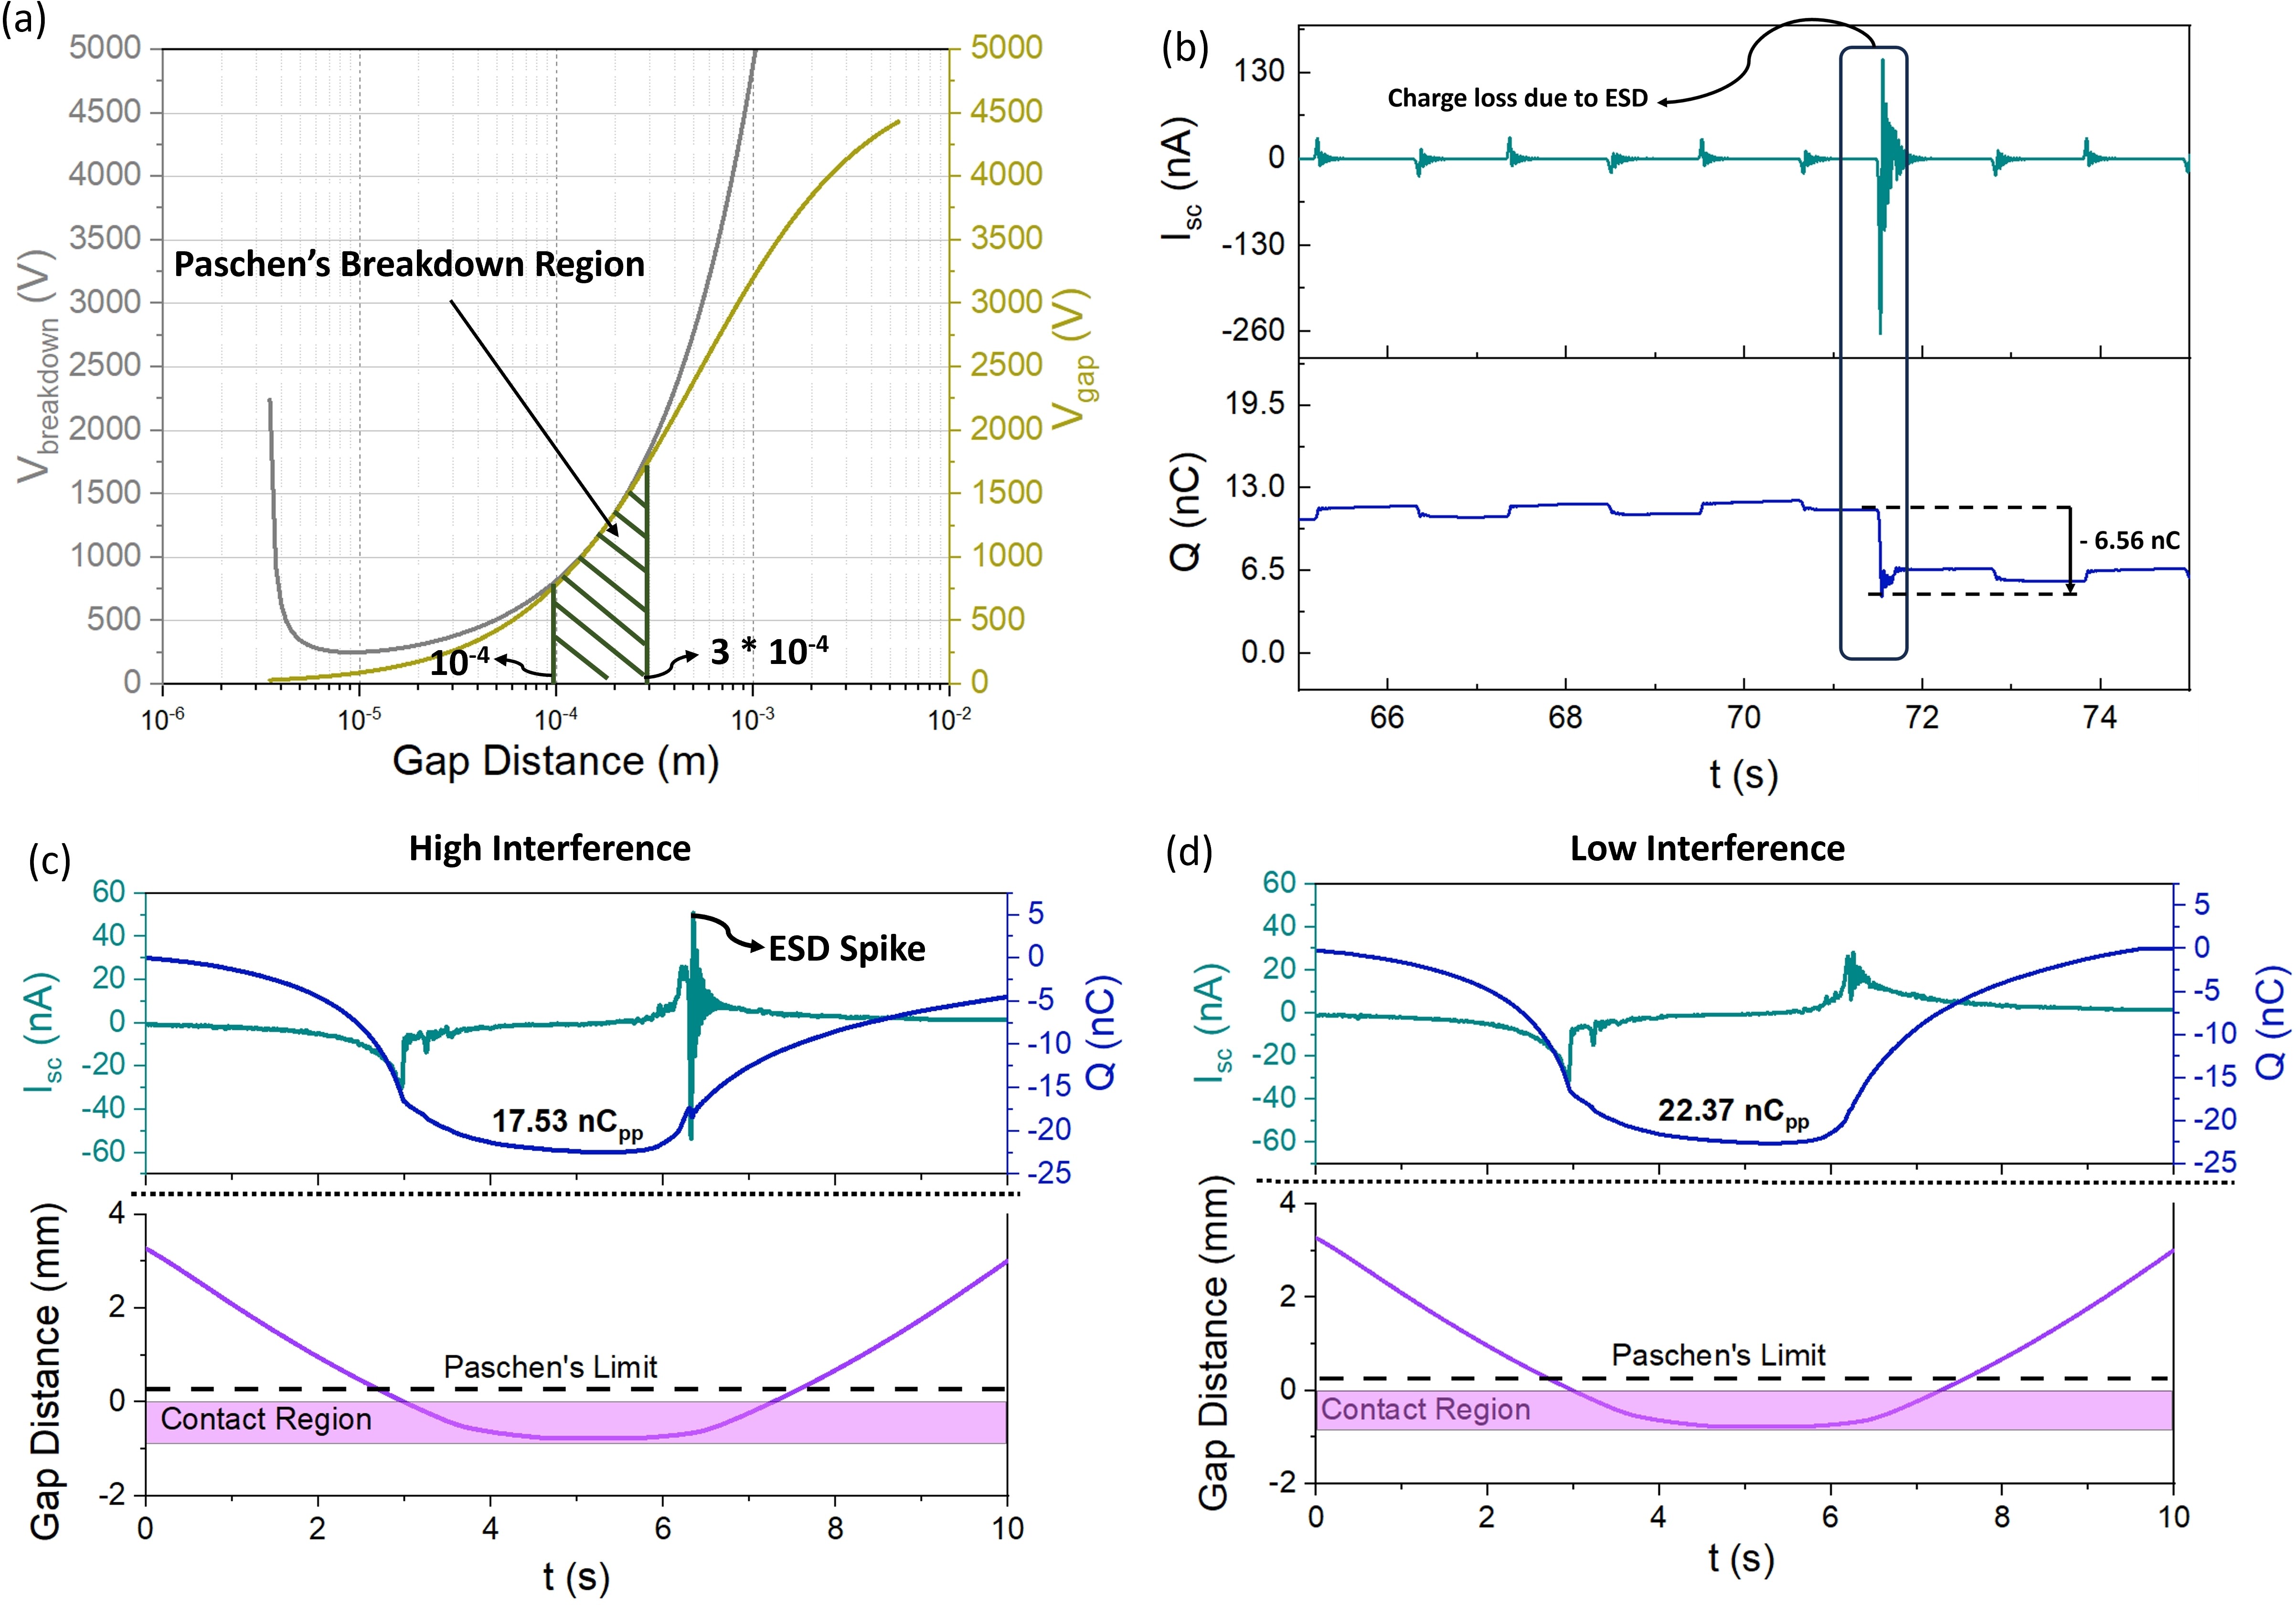 (a)
5000
4500
4000
3500
3000
2500
2000
1500
1000
500
0
V_breakdown (V)
5000
4500
4000
3500
3000
2500
2000
1500
1000
500
0
V_gap (V)
Paschen's Breakdown Region
10^-4
3 * 10^-4
10^-6 10^-5 10^-4 10^-3 10^-2
Gap Distance (m)
(b)
130
0
-130
-260
I_sc (nA)
Charge loss due to ESD
19.5
13.0
6.5
0.0
Q (nC)
- 6.56 nC
66 68 70 72 74
t (s)
(c)
High Interference
60
40
20
0
-20
-40
-60
I_sc (nA)
ESD Spike
17.53 nC_pp
5
0
-5
-10
-15
-20
-25
Q (nC)
4
2
0
-2
Gap Distance (mm)
Paschen's Limit
Contact Region
0 2 4 6 8 10
t (s)
(d)
Low Interference
60
40
20
0
-20
-40
-60
I_sc (nA)
22.37 nC_pp
5
0
-5
-10
-15
-20
-25
Q (nC)
4
2
0
-2
Gap Distance (mm)
Paschen's Limit
Contact Region
0 2 4 6 8 10
t (s)